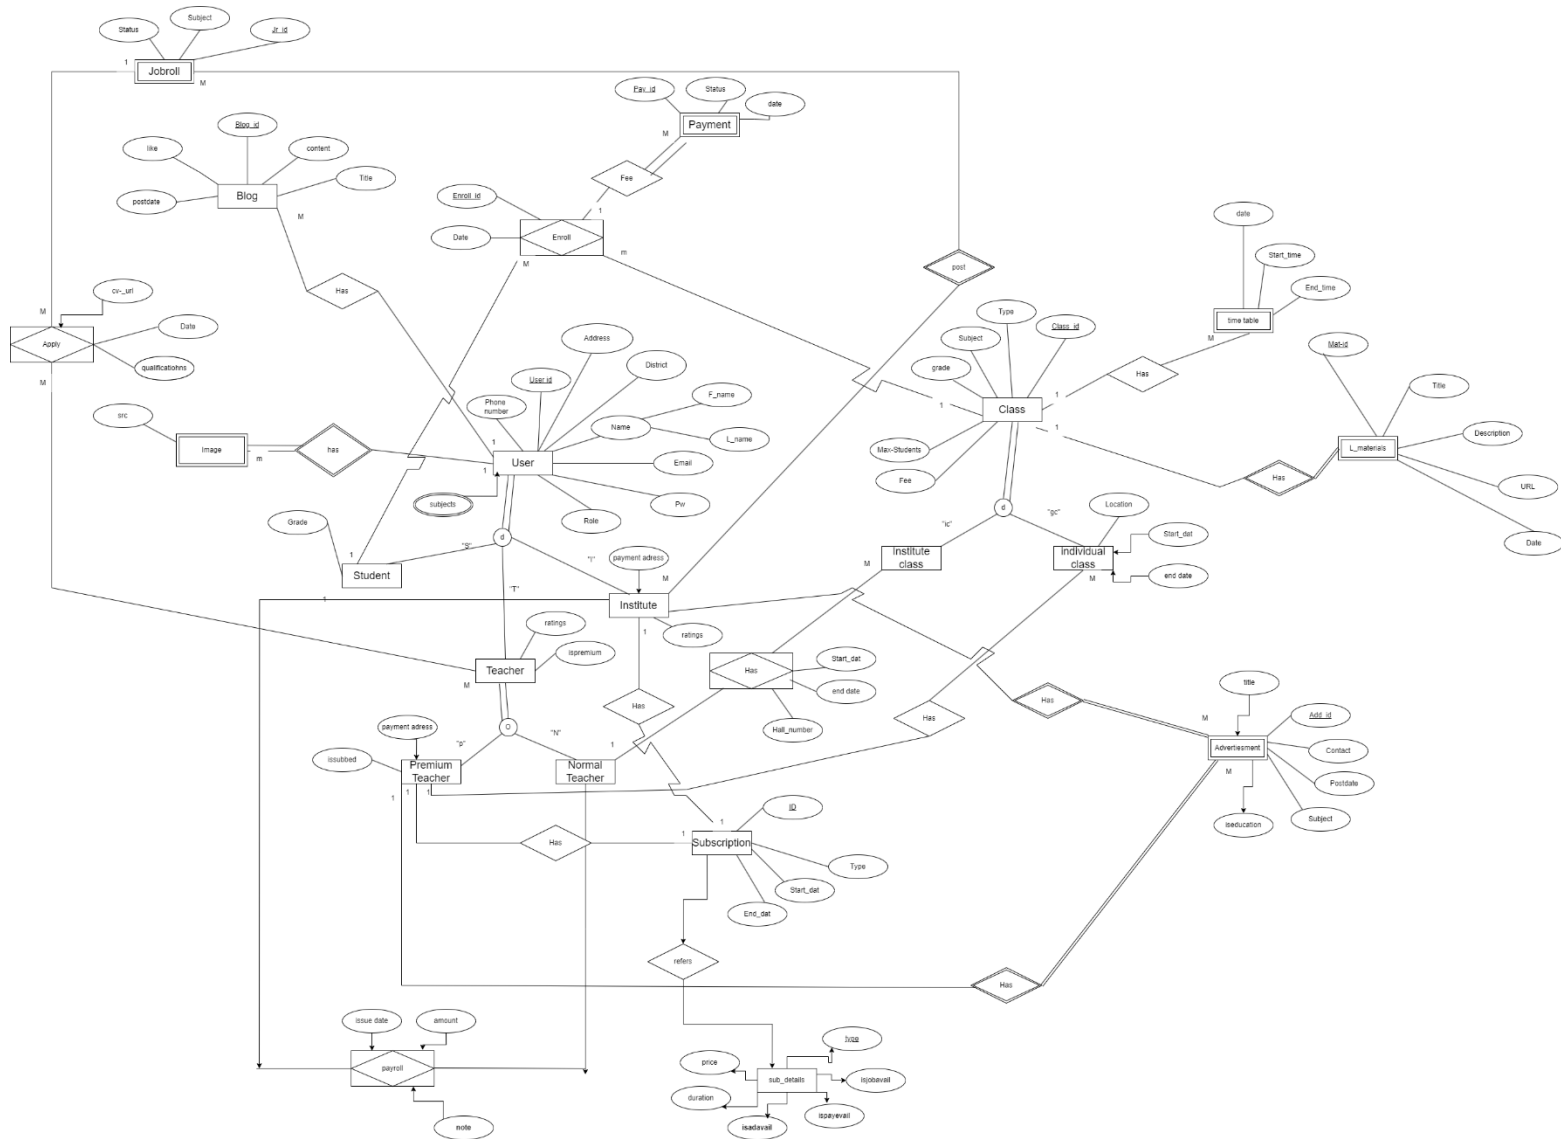 Status
Subject
Jr_id
1
Jobroll
M
Pay_id
Status
date
Payment
M
Blog_id
like
content
Title
postdate
Blog
M
Fee
Enroll_id
1
Date
Enroll
M
m
date
Start_time
End_time
time table
M
post
Has
cv-_url
M
Date
Apply
qualificatiohns
M
Address
District
User id
Phone
number
Name
F_name
L_name
Email
Pw
Role
1
User
1
subjects
src
Image
m
has
Type
Subject
Class_id
grade
Class
1
1
1
Has
Max-Students
Fee
Mat-id
Title
Description
L_materials
URL
Date
Has
Grade
"S"
d
1
Student
"I"
"T"
payment adress
M
Institute
1
1
ratings
d
"ic"
"gc"
Location
Institute
class
M
Individual
class
M
Start_dat
end date
ratings
ispremium
Teacher
M
Has
Start_dat
end date
Hall_number
Has
Has
Has
title
Add_id
M
Advertiesment
M
Contact
Postdate
Subject
iseducation
O
payment adress
"p"
"N"
issubbed
Premium
Teacher
1
1
1
1
Normal
Teacher
Has
1
1
ID
Subscription
Type
Start_dat
End_dat
refers
Has
issue date
amount
payroll
note
type
price
sub_details
isjobavail
duration
ispayevail
isadavail